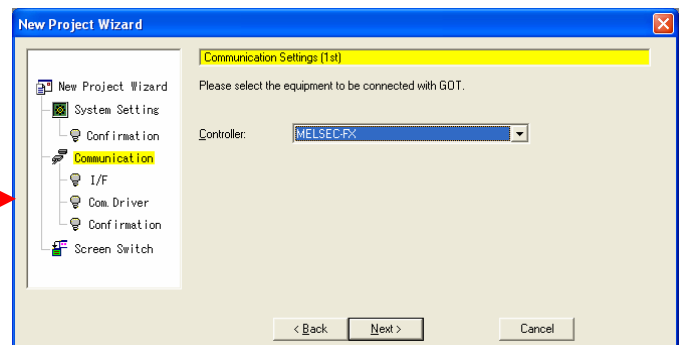 New Project Wizard
Communication Settings (1st)
New Project Wizard
Please select the equipment to be connected with GOT.
System Setting
Confirmation
Controller:
MELSEC-FX
Communication
I/F
Com. Driver
Confirmation
Screen Switch
< Back
Next >
Cancel